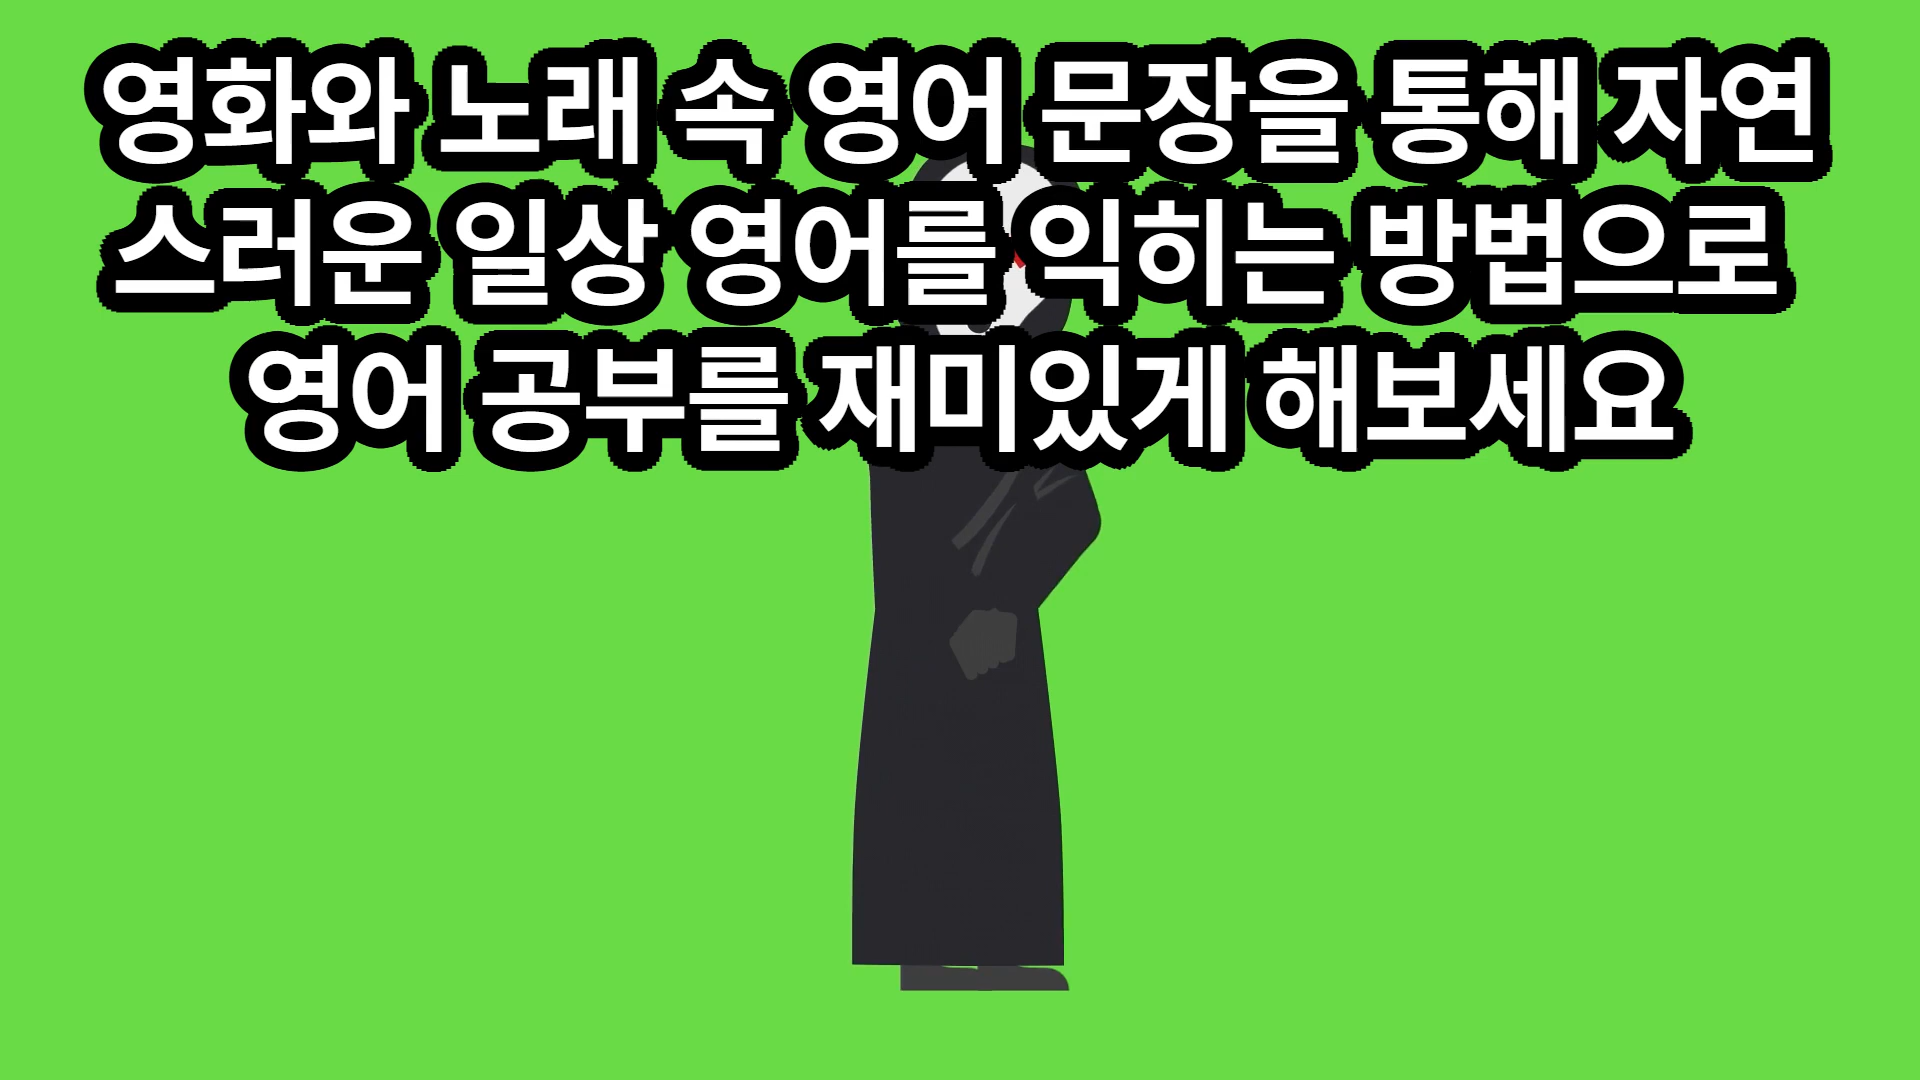 영화와 노래 속 영어 문장을 통해 자연
스러운 일상 영어를 익히는 방법으로
영어 공부를 재미있게 해보세요